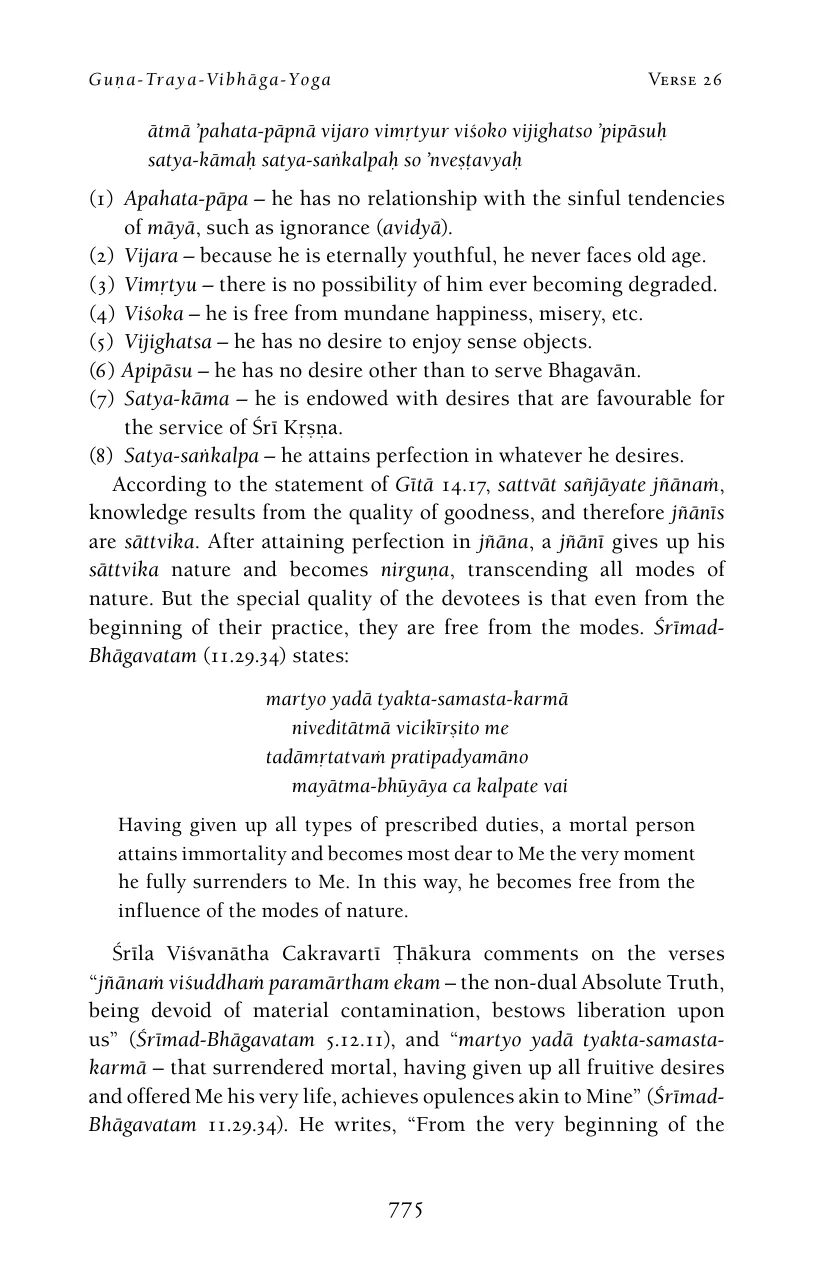 Guṇa-Traya-Vibhāga-Yoga Verse 26
ātmā ’pahata-pāpnā vijaro vimṛtyur viśoko vijighatso ’pipāsuḥ
satya-kāmaḥ satya-saṅkalpaḥ so ’nveṣṭavyaḥ
(1) Apahata-pāpa – he has no relationship with the sinful tendencies
of māyā, such as ignorance (avidyā).
(2) Vijara – because he is eternally youthful, he never faces old age.
(3) Vimṛtyu – there is no possibility of him ever becoming degraded.
(4) Viśoka – he is free from mundane happiness, misery, etc.
(5) Vijighatsa – he has no desire to enjoy sense objects.
(6) Apipāsu – he has no desire other than to serve Bhagavān.
(7) Satya-kāma – he is endowed with desires that are favourable for
the service of Śrī Kṛṣṇa.
(8) Satya-saṅkalpa – he attains perfection in whatever he desires.
According to the statement of Gītā 14.17, sattvāt sañjāyate jñānaṁ,
knowledge results from the quality of goodness, and therefore jñānīs
are sāttvika. After attaining perfection in jñāna, a jñānī gives up his
sāttvika nature and becomes nirguṇa, transcending all modes of
nature. But the special quality of the devotees is that even from the
beginning of their practice, they are free from the modes. Śrīmad-
Bhāgavatam (11.29.34) states:
martyo yadā tyakta-samasta-karmā
niveditātmā vicikīrṣito me
tadāmṛtatvaṁ pratipadyamāno
mayātma-bhūyāya ca kalpate vai
Having given up all types of prescribed duties, a mortal person
attains immortality and becomes most dear to Me the very moment
he fully surrenders to Me. In this way, he becomes free from the
influence of the modes of nature.
Śrīla Viśvanātha Cakravartī Ṭhākura comments on the verses
“jñānaṁ viśuddhaṁ paramārtham ekam – the non-dual Absolute Truth,
being devoid of material contamination, bestows liberation upon
us” (Śrīmad-Bhāgavatam 5.12.11), and “martyo yadā tyakta-samasta-
karmā – that surrendered mortal, having given up all fruitive desires
and offered Me his very life, achieves opulences akin to Mine” (Śrīmad-
Bhāgavatam 11.29.34). He writes, “From the very beginning of the
775